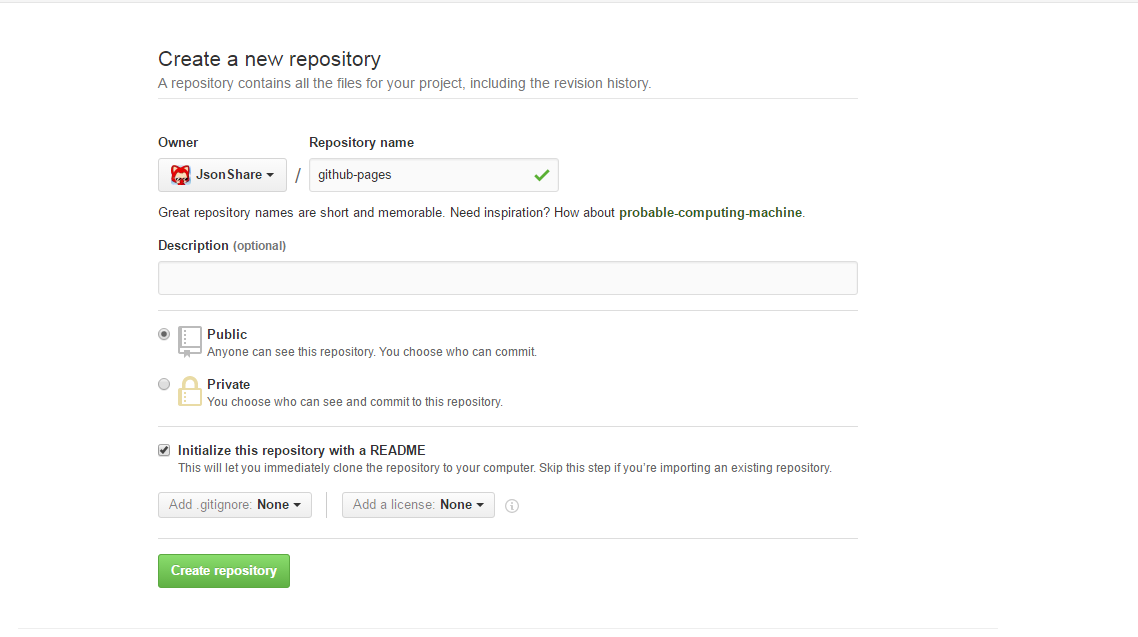 Create a new repository
A repository contains all the files for your project, including the revision history.
Owner Repository name
JsonShare / github-pages
Great repository names are short and memorable. Need inspiration? How about probable-computing-machine.
Description (optional)
Public
Anyone can see this repository. You choose who can commit.
Private
You choose who can see and commit to this repository.
Initialize this repository with a README
This will let you immediately clone the repository to your computer. Skip this step if you’re importing an existing repository.
Add .gitignore: None Add a license: None
Create repository